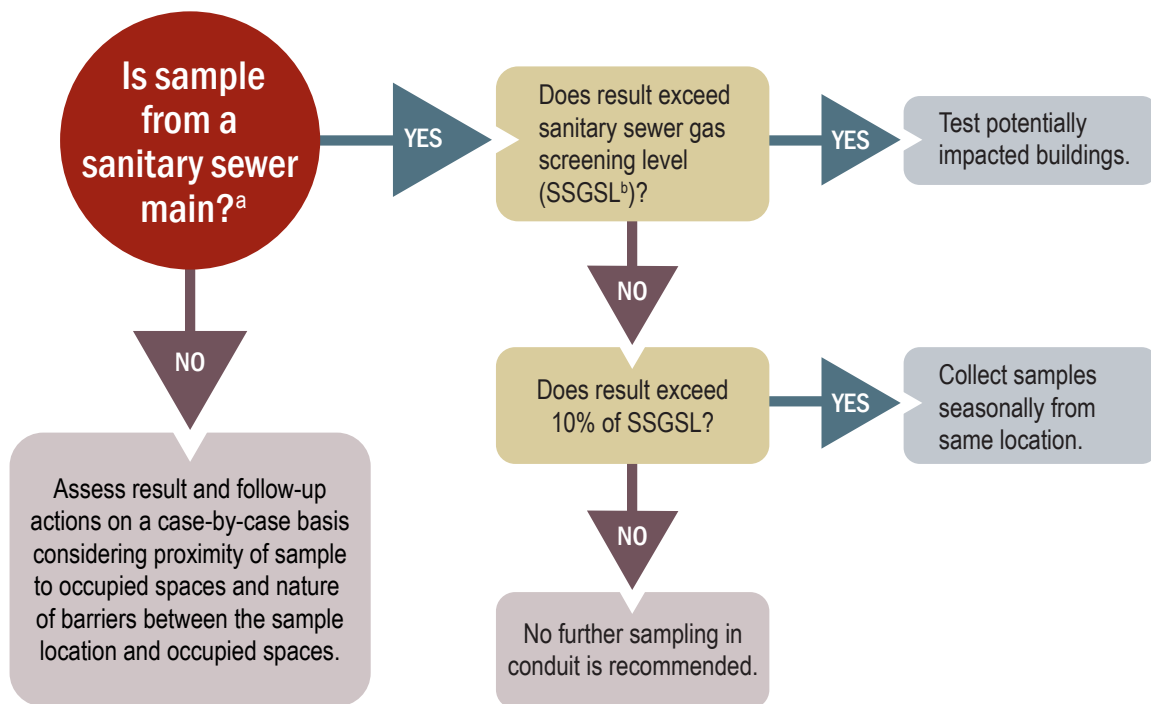 Is sample
from a
sanitary sewer
main?ᵃ
YES
Does result exceed
sanitary sewer gas
screening level
(SSGSLᵇ)?
YES
Test potentially
impacted buildings.
NO
NO
Does result exceed
10% of SSGSL?
YES
Collect samples
seasonally from
same location.
Assess result and follow-up
actions on a case-by-case basis
considering proximity of sample
to occupied spaces and nature
of barriers between the sample
location and occupied spaces.
NO
No further sampling in
conduit is recommended.